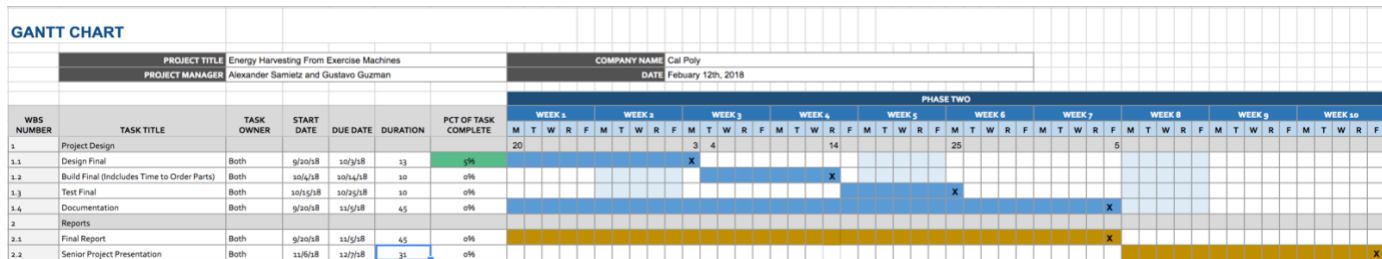 GANTT CHART
PROJECT TITLE Energy Harvesting From Exercise Machines COMPANY NAME Cal Poly
PROJECT MANAGER Alexander Samietz and Gustavo Guzman DATE Febuary 12th, 2018
PHASE TWO
WBS NUMBER TASK TITLE TASK OWNER START DATE DUE DATE DURATION PCT OF TASK COMPLETE WEEK 1 WEEK 2 WEEK 3 WEEK 4 WEEK 5 WEEK 6 WEEK 7 WEEK 8 WEEK 9 WEEK 10
M T W R F M T W R F M T W R F M T W R F M T W R F M T W R F M T W R F M T W R F M T W R F M T W R F
1 Project Design 20 3 4 14 25 5
1.1 Design Final Both 9/20/18 10/3/18 13 5% X
1.2 Build Final (Indcludes Time to Order Parts) Both 10/4/18 10/14/18 10 0% X
1.3 Test Final Both 10/15/18 10/25/18 10 0% X
1.4 Documentation Both 9/20/18 11/5/18 45 0% X
2 Reports
2.1 Final Report Both 9/20/18 11/5/18 45 0% X
2.2 Senior Project Presentation Both 11/6/18 12/7/18 31 0% X